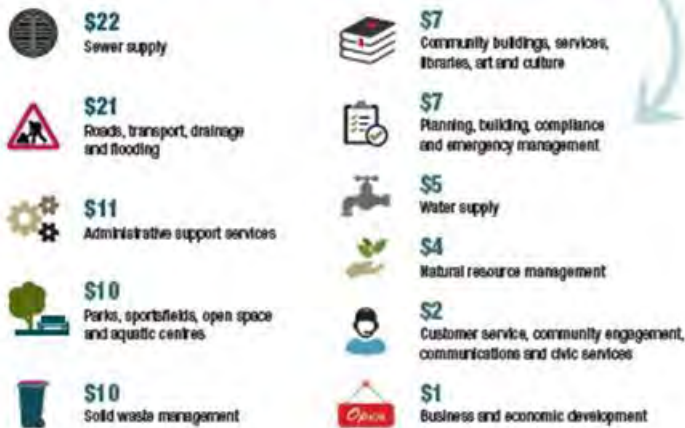 $22
Sewer supply
$21
Roads, transport, drainage
and flooding
$11
Administrative support services
$10
Parks, sportsfields, open space
and aquatic centres
$10
Solid waste management
$7
Community buildings, services,
libraries, art and culture
$7
Planning, building, compliance
and emergency management
$5
Water supply
$4
Natural resource management
$2
Customer service, community engagement,
communications and civic services
Open
$1
Business and economic development